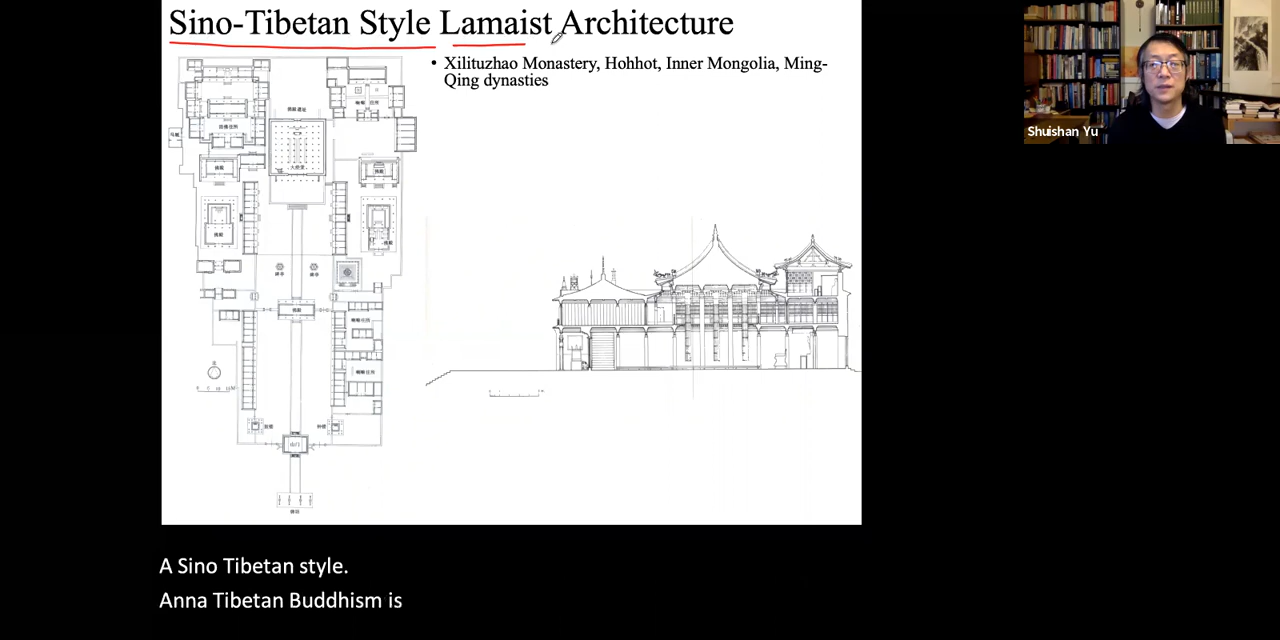 Sino-Tibetan Style Lamaist Architecture
• Xilituzhao Monastery, Hohhot, Inner Mongolia, Ming-
Qing dynasties
Shuishan Yu
A Sino Tibetan style.
Anna Tibetan Buddhism is